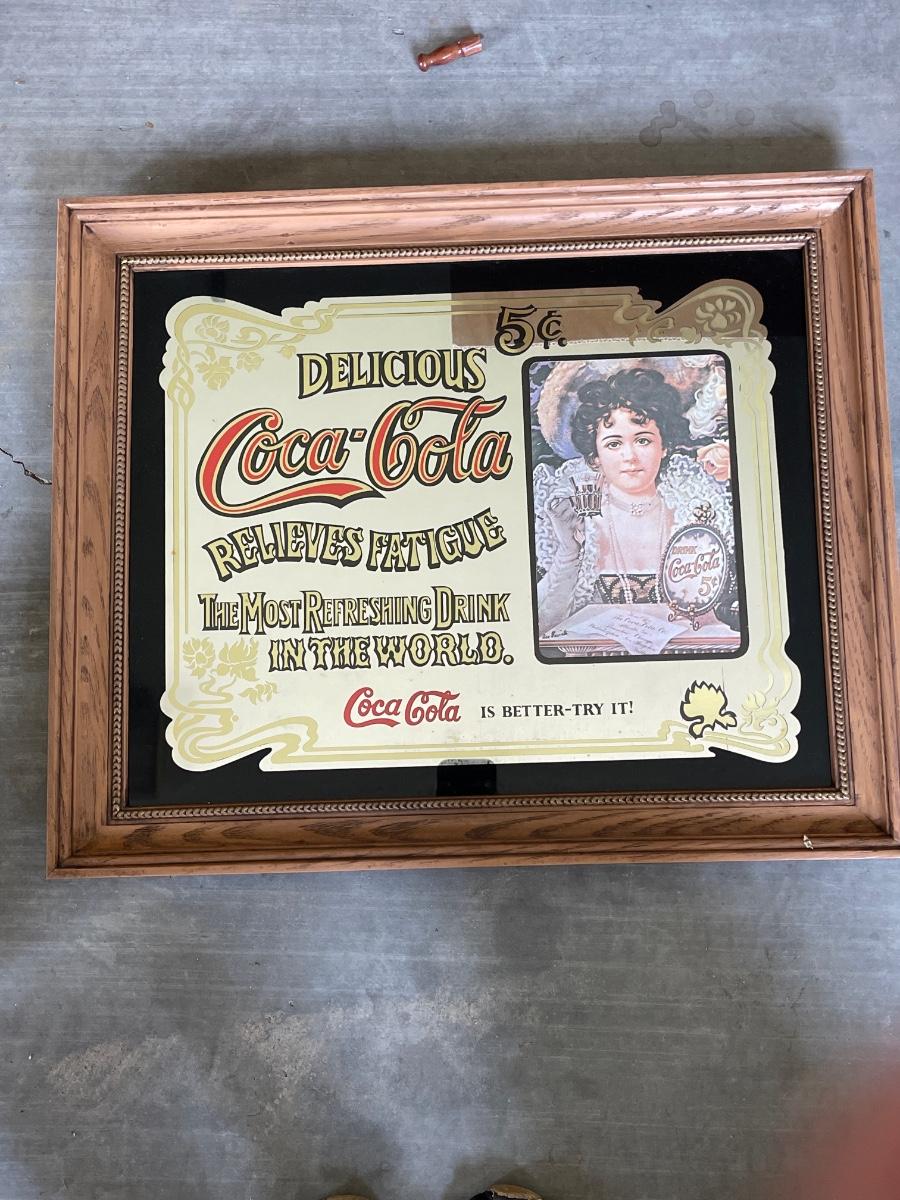 5¢.
DELICIOUS
Coca-Cola
RELIEVES FATIGUE
THE MOST REFRESHING DRINK
IN THE WORLD.
DRINK
Coca-Cola
5¢
Coca Cola IS BETTER-TRY IT!